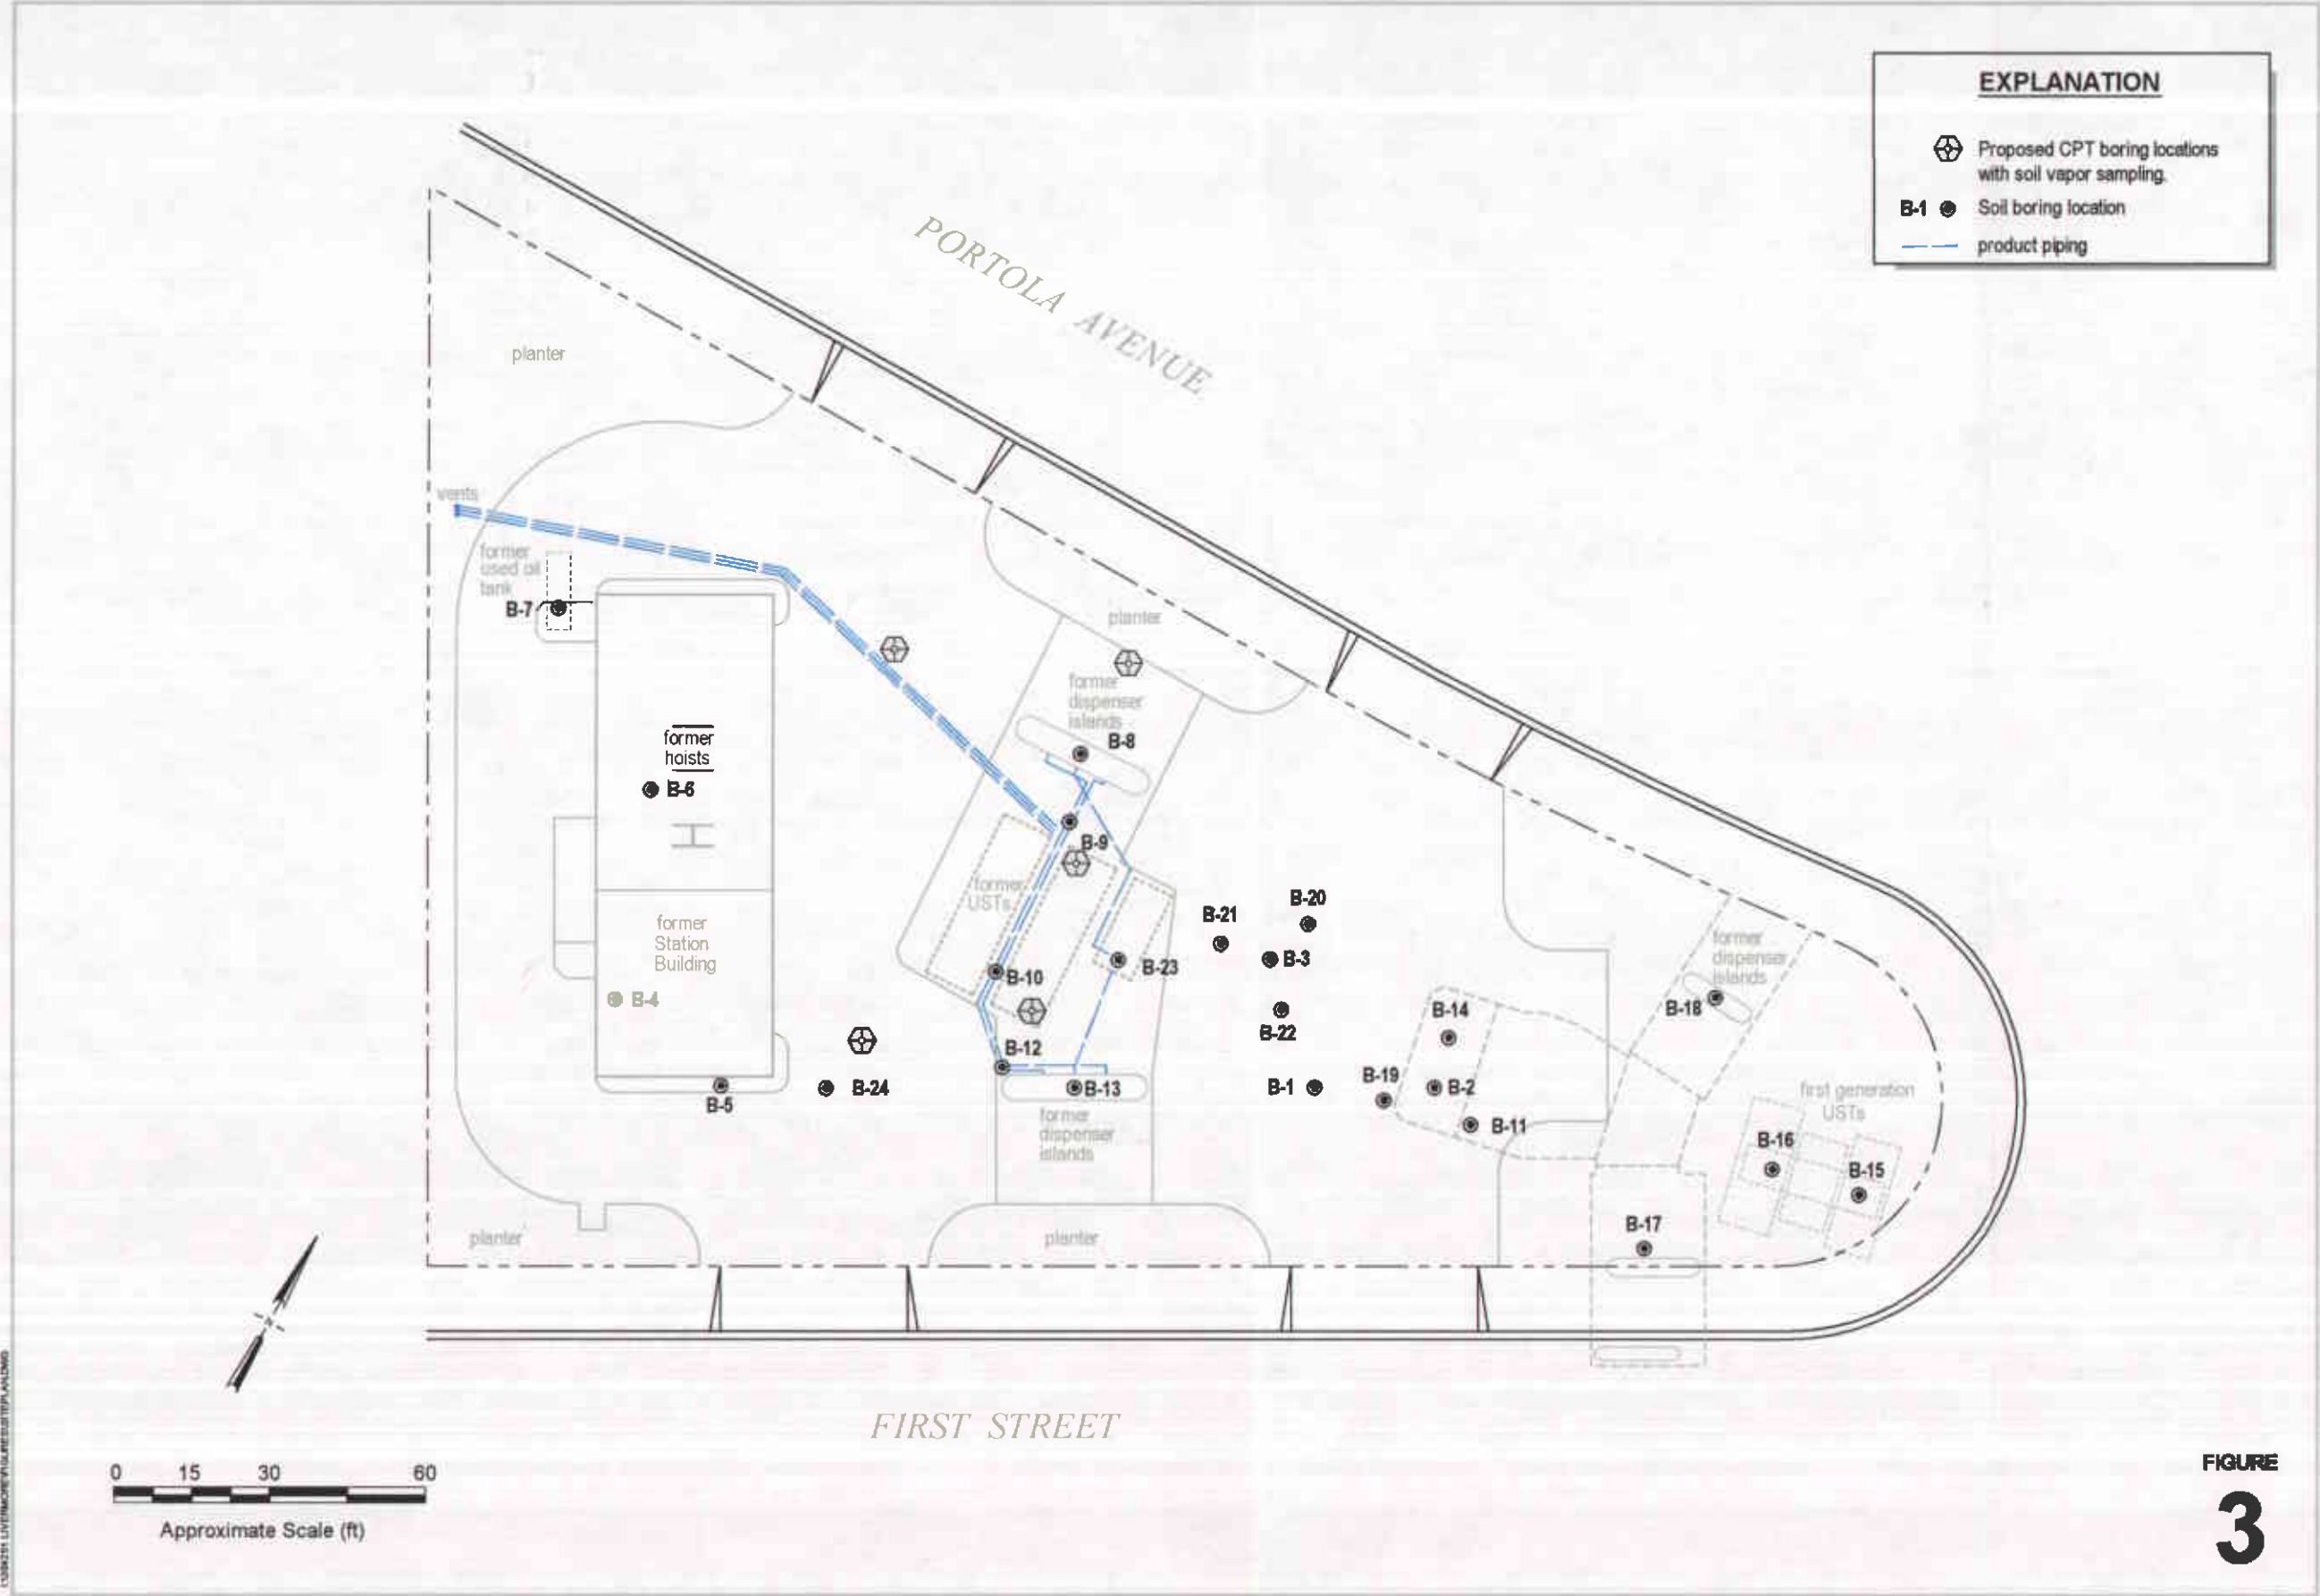 EXPLANATION
Proposed CPT boring locations
with soil vapor sampling.
B-1 Soil boring location
product piping
PORTOLA AVENUE
planter
vents
former
used oil
tank
B-7
planter
former
dispenser
islands
B-8
former
hoists
B-6
B-9
former
USTs
B-20
B-21
former
Station
Building
B-3
B-23
B-10
B-4
former
dispenser
islands
B-18
B-14
B-22
B-12
B-19
B-1
B-2
B-24
B-13
B-5
B-11
first generation
USTs
former
dispenser
islands
B-16
B-15
B-17
planter
planter
N
FIRST STREET
0 15 30 60
Approximate Scale (ft)
FIGURE
3